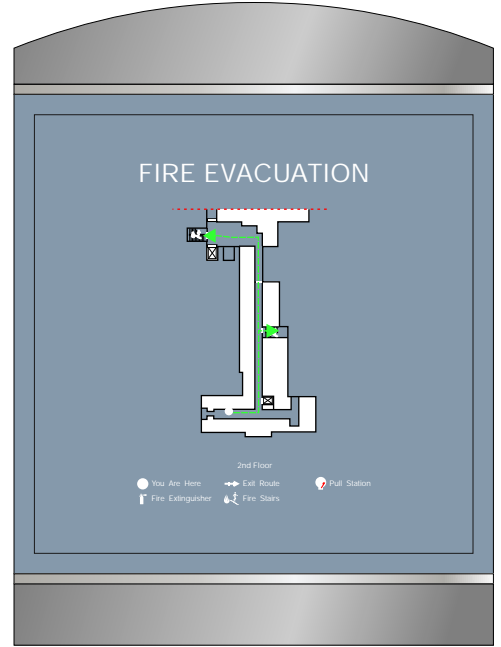 FIRE EVACUATION
2nd Floor
You Are Here Exit Route Pull Station
Fire Extinguisher Fire Stairs